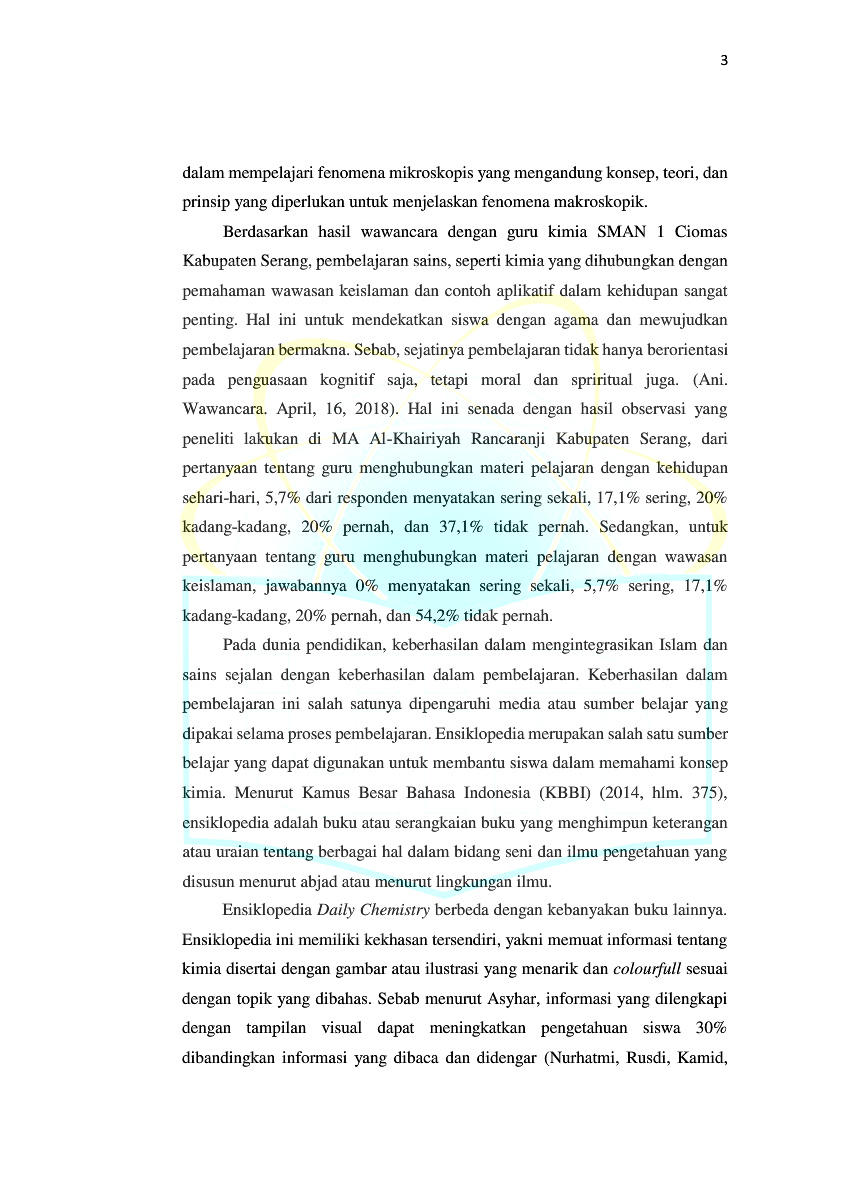 3
dalam mempelajari fenomena mikroskopis yang mengandung konsep, teori, dan
prinsip yang diperlukan untuk menjelaskan fenomena makroskopik.
Berdasarkan hasil wawancara dengan guru kimia SMAN 1 Ciomas
Kabupaten Serang, pembelajaran sains, seperti kimia yang dihubungkan dengan
pemahaman wawasan keislaman dan contoh aplikatif dalam kehidupan sangat
penting. Hal ini untuk mendekatkan siswa dengan agama dan mewujudkan
pembelajaran bermakna. Sebab, sejatinya pembelajaran tidak hanya berorientasi
pada penguasaan kognitif saja, tetapi moral dan spriritual juga. (Ani.
Wawancara. April, 16, 2018). Hal ini senada dengan hasil observasi yang
peneliti lakukan di MA Al-Khairiyah Rancaranji Kabupaten Serang, dari
pertanyaan tentang guru menghubungkan materi pelajaran dengan kehidupan
sehari-hari, 5,7% dari responden menyatakan sering sekali, 17,1% sering, 20%
kadang-kadang, 20% pernah, dan 37,1% tidak pernah. Sedangkan, untuk
pertanyaan tentang guru menghubungkan materi pelajaran dengan wawasan
keislaman, jawabannya 0% menyatakan sering sekali, 5,7% sering, 17,1%
kadang-kadang, 20% pernah, dan 54,2% tidak pernah.
Pada dunia pendidikan, keberhasilan dalam mengintegrasikan Islam dan
sains sejalan dengan keberhasilan dalam pembelajaran. Keberhasilan dalam
pembelajaran ini salah satunya dipengaruhi media atau sumber belajar yang
dipakai selama proses pembelajaran. Ensiklopedia merupakan salah satu sumber
belajar yang dapat digunakan untuk membantu siswa dalam memahami konsep
kimia. Menurut Kamus Besar Bahasa Indonesia (KBBI) (2014, hlm. 375),
ensiklopedia adalah buku atau serangkaian buku yang menghimpun keterangan
atau uraian tentang berbagai hal dalam bidang seni dan ilmu pengetahuan yang
disusun menurut abjad atau menurut lingkungan ilmu.
Ensiklopedia Daily Chemistry berbeda dengan kebanyakan buku lainnya.
Ensiklopedia ini memiliki kekhasan tersendiri, yakni memuat informasi tentang
kimia disertai dengan gambar atau ilustrasi yang menarik dan colourfull sesuai
dengan topik yang dibahas. Sebab menurut Asyhar, informasi yang dilengkapi
dengan tampilan visual dapat meningkatkan pengetahuan siswa 30%
dibandingkan informasi yang dibaca dan didengar (Nurhatmi, Rusdi, Kamid,